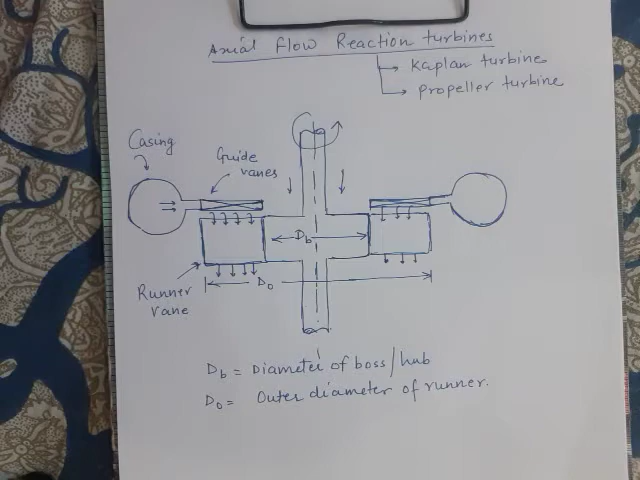 Axial Flow Reaction turbines
Kaplan turbine
propeller turbine
Casing
Guide
vanes
Db
Runner
vane
Do
Db = Diameter of boss/hub
Do = Outer diameter of runner.